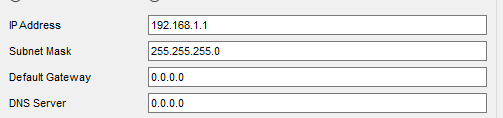 IP Address 192.168.1.1
Subnet Mask 255.255.255.0
Default Gateway 0.0.0.0
DNS Server 0.0.0.0